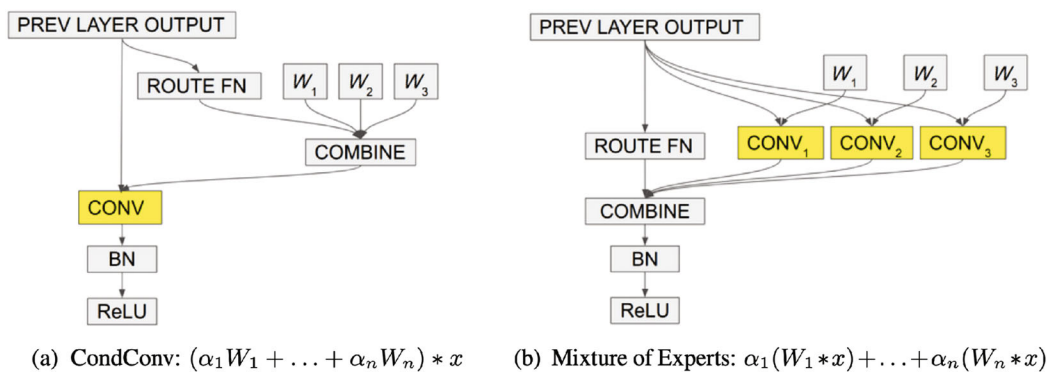 PREV LAYER OUTPUT
ROUTE FN
W₁
W₂
W₃
COMBINE
CONV
BN
ReLU
(a) CondConv: (α₁W₁ + . . . + αₙWₙ) ∗ x
PREV LAYER OUTPUT
W₁
W₂
W₃
ROUTE FN
CONV₁
CONV₂
CONV₃
COMBINE
BN
ReLU
(b) Mixture of Experts: α₁(W₁∗x)+. . .+αₙ(Wₙ∗x)